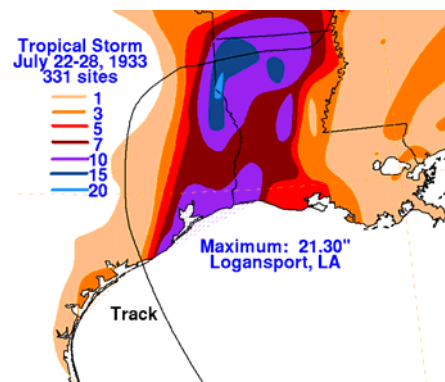 Tropical Storm
July 22-28, 1933
331 sites
1
3
5
7
10
15
20
Maximum: 21.30"
Logansport, LA
Track